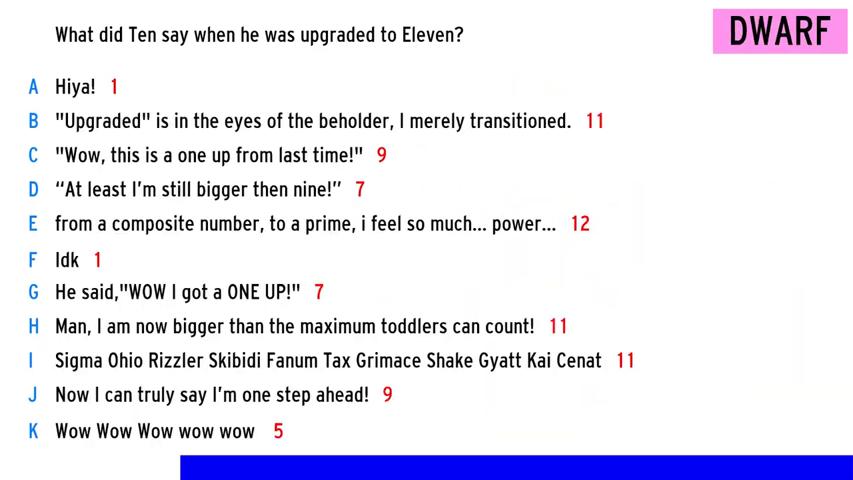 What did Ten say when he was upgraded to Eleven?
DWARF
A Hiya! 1
B "Upgraded" is in the eyes of the beholder, I merely transitioned. 11
C "Wow, this is a one up from last time!" 9
D “At least I’m still bigger then nine!” 7
E from a composite number, to a prime, i feel so much... power... 12
F Idk 1
G He said,"WOW I got a ONE UP!" 7
H Man, I am now bigger than the maximum toddlers can count! 11
I Sigma Ohio Rizzler Skibidi Fanum Tax Grimace Shake Gyatt Kai Cenat 11
J Now I can truly say I’m one step ahead! 9
K Wow Wow Wow wow wow 5